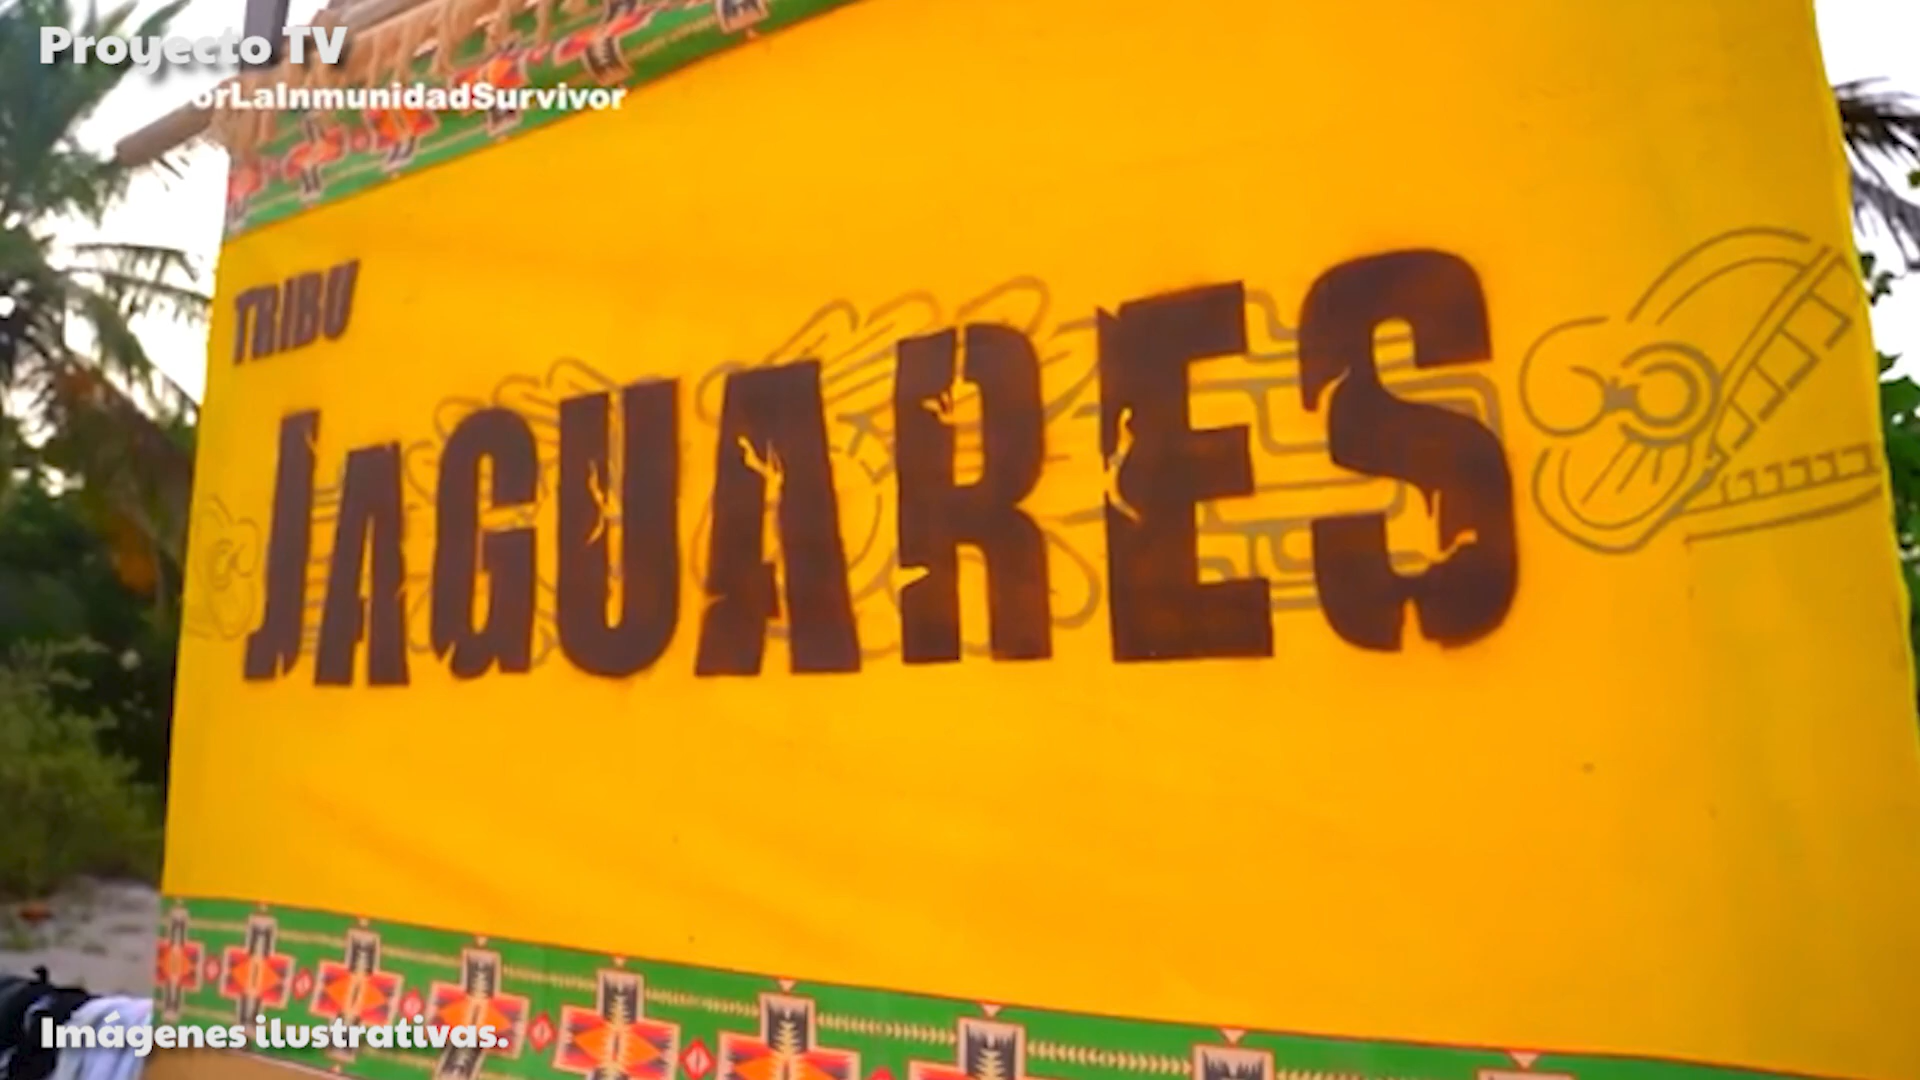 Proyecto TV
orLaInmunidadSurvivor
TRIBU
JAGUARES
Imágenes ilustrativas.